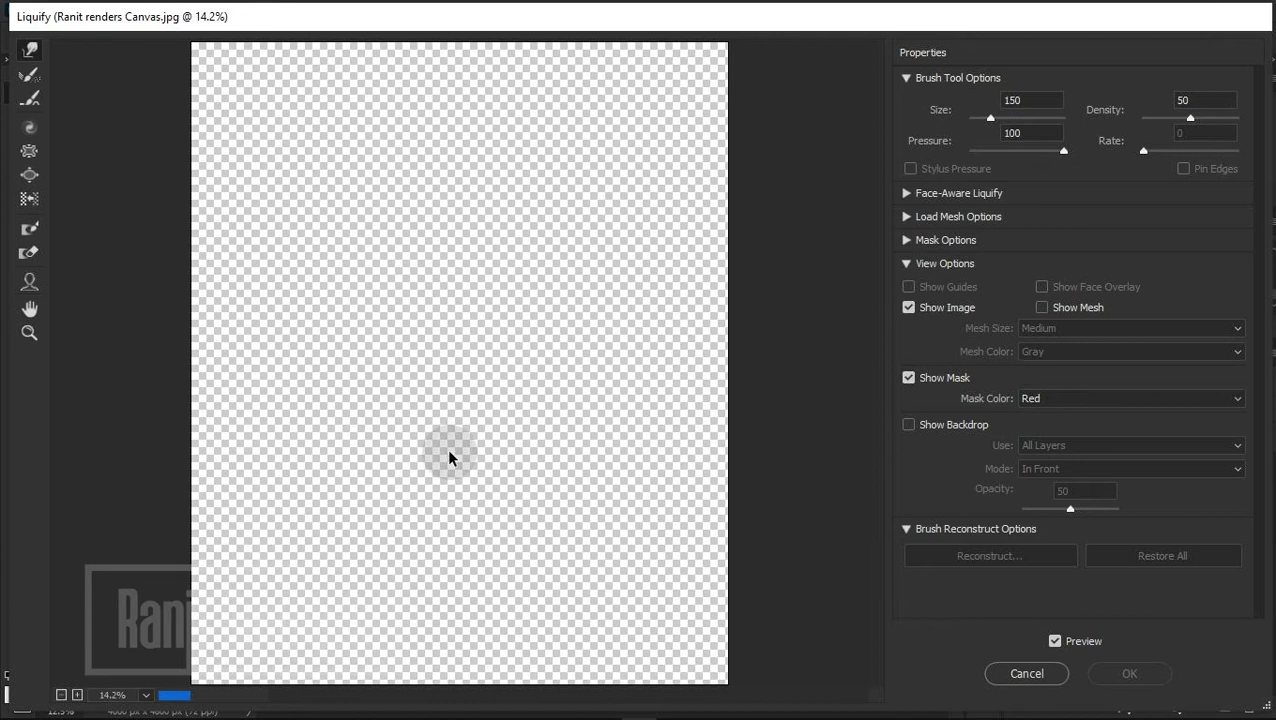 Liquify (Ranit renders Canvas.jpg @ 14.2%)
Properties
Brush Tool Options
Size: 150 Density: 50
Pressure: 100 Rate: 0
Stylus Pressure Pin Edges
Face-Aware Liquify
Load Mesh Options
Mask Options
View Options
Show Guides Show Face Overlay
Show Image Show Mesh
Mesh Size: Medium
Mesh Color: Gray
Show Mask
Mask Color: Red
Show Backdrop
Use: All Layers
Mode: In Front
Opacity: 50
Brush Reconstruct Options
Reconstruct... Restore All
Rani
Preview
Cancel OK
14.2%